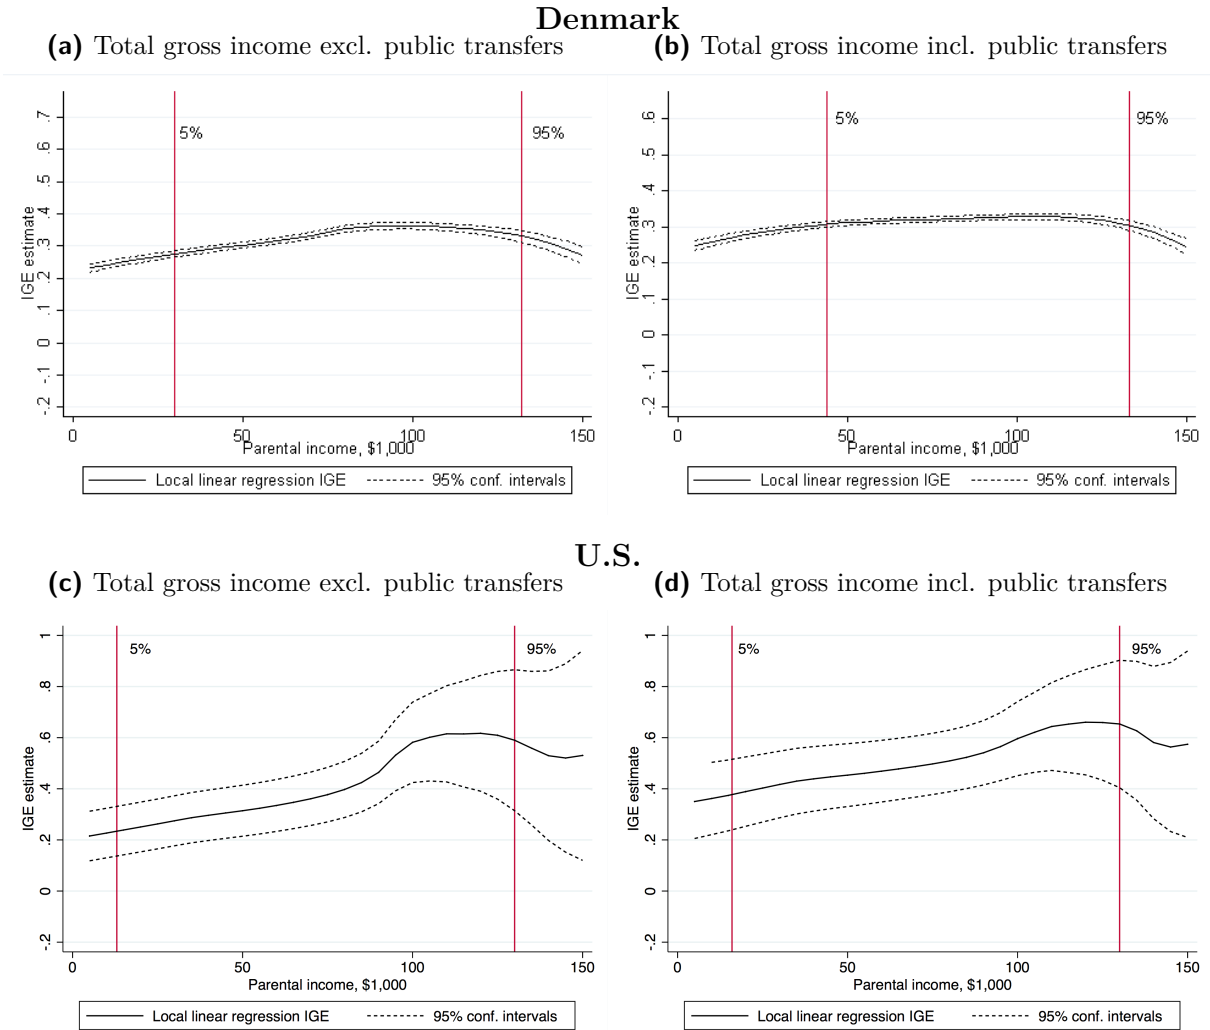 Denmark
(a) Total gross income excl. public transfers
(b) Total gross income incl. public transfers
.7
.6
.5
.4
.3
.2
.1
0
-.1
-.2
IGE estimate
5%
95%
0
50
100
150
Parental income, $1,000
Local linear regression IGE
95% conf. intervals
.6
.5
.4
.3
.2
.1
0
-.1
-.2
IGE estimate
5%
95%
0
50
100
150
Parental income, $1,000
Local linear regression IGE
95% conf. intervals
U.S.
(c) Total gross income excl. public transfers
(d) Total gross income incl. public transfers
1
.8
.6
.4
.2
0
-.2
IGE estimate
5%
95%
0
50
100
150
Parental income, $1,000
Local linear regression IGE
95% conf. intervals
1
.8
.6
.4
.2
0
-.2
IGE estimate
5%
95%
0
50
100
150
Parental income, $1,000
Local linear regression IGE
95% conf. intervals